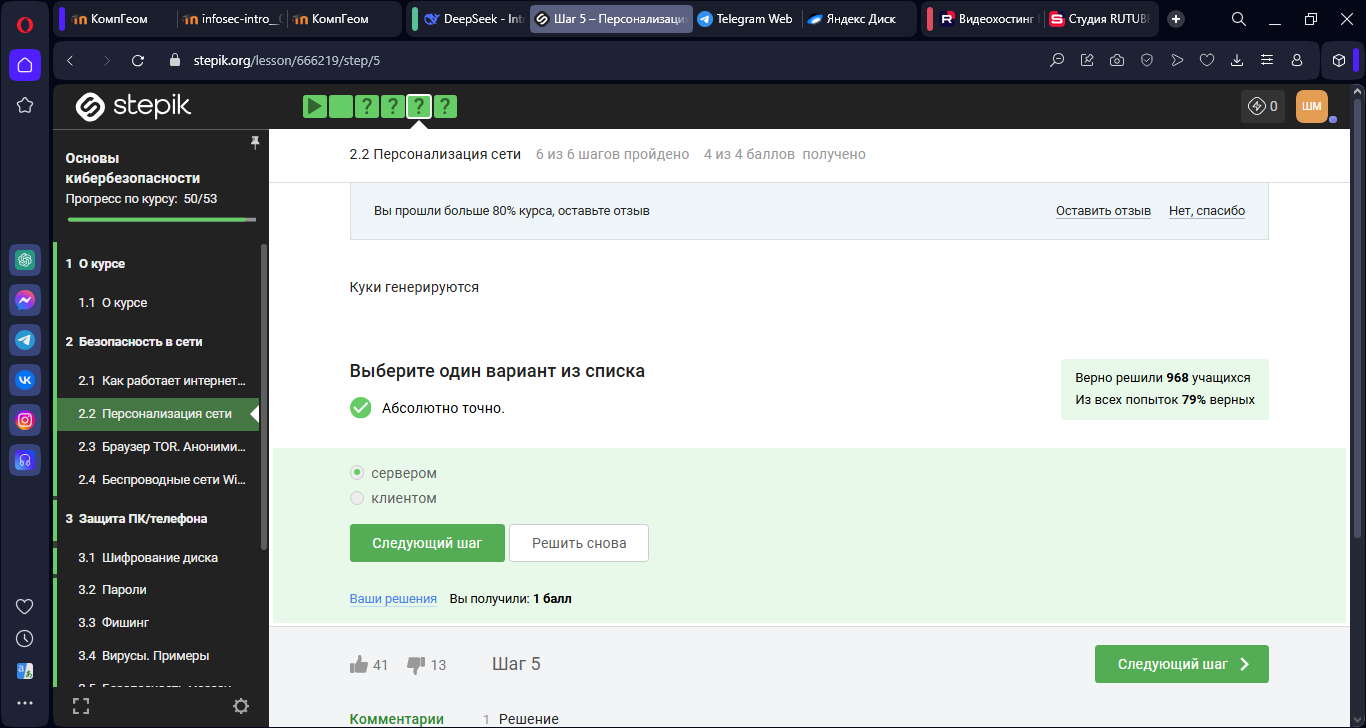 КомпГеом
infosec-intro__
КомпГеом
DeepSeek - Int
Шаг 5 – Персонализация
Telegram Web
Яндекс Диск
Видеохостинг
Студия RUTUBE
stepik.org/lesson/666219/step/5
stepik
0
ШМ
Основы
кибербезопасности
Прогресс по курсу: 50/53
1 О курсе
1.1 О курсе
2 Безопасность в сети
2.1 Как работает интернет...
2.2 Персонализация сети
2.3 Браузер TOR. Аноними...
2.4 Беспроводные сети Wi...
3 Защита ПК/телефона
3.1 Шифрование диска
3.2 Пароли
3.3 Фишинг
3.4 Вирусы. Примеры
2.2 Персонализация сети 6 из 6 шагов пройдено 4 из 4 баллов получено
Вы прошли больше 80% курса, оставьте отзыв
Оставить отзыв Нет, спасибо
Куки генерируются
Выберите один вариант из списка
Абсолютно точно.
Верно решили 968 учащихся
Из всех попыток 79% верных
сервером
клиентом
Следующий шаг
Решить снова
Ваши решения Вы получили: 1 балл
41 13 Шаг 5
Следующий шаг
Комментарии 1 Решение